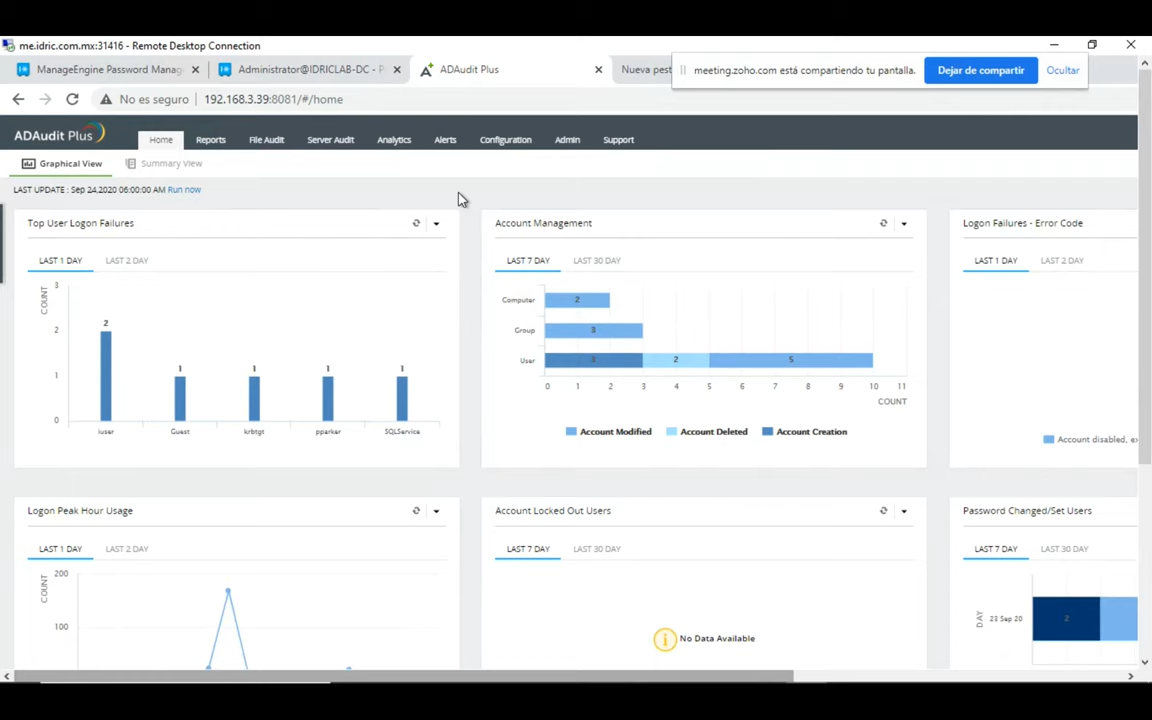 me.idric.com.mx:31416 - Remote Desktop Connection
ManageEngine Password Manag
Administrator@IDRICLAB-DC - P
ADAudit Plus
Nueva pest
meeting.zoho.com está compartiendo tu pantalla.
Dejar de compartir
Ocultar
No es seguro
192.168.3.39:8081/#/home
ADAudit Plus
Home
Reports
File Audit
Server Audit
Analytics
Alerts
Configuration
Admin
Support
Graphical View
Summary View
LAST UPDATE : Sep 24,2020 06:00:00 AM Run now
Top User Logon Failures
LAST 1 DAY
LAST 2 DAY
COUNT
3
2
1
0
2
1
1
1
1
iuser
Guest
krbtgt
pparker
SQLService
Account Management
LAST 7 DAY
LAST 30 DAY
Computer
2
Group
3
User
3
2
5
0 1 2 3 4 5 6 7 8 9 10 11
COUNT
Account Modified
Account Deleted
Account Creation
Logon Failures - Error Code
LAST 1 DAY
LAST 2 DAY
Account disabled, ex
Logon Peak Hour Usage
LAST 1 DAY
LAST 2 DAY
COUNT
200
100
Account Locked Out Users
LAST 7 DAY
LAST 30 DAY
No Data Available
Password Changed/Set Users
LAST 7 DAY
LAST 30 DAY
DAY
23 Sep 20
2